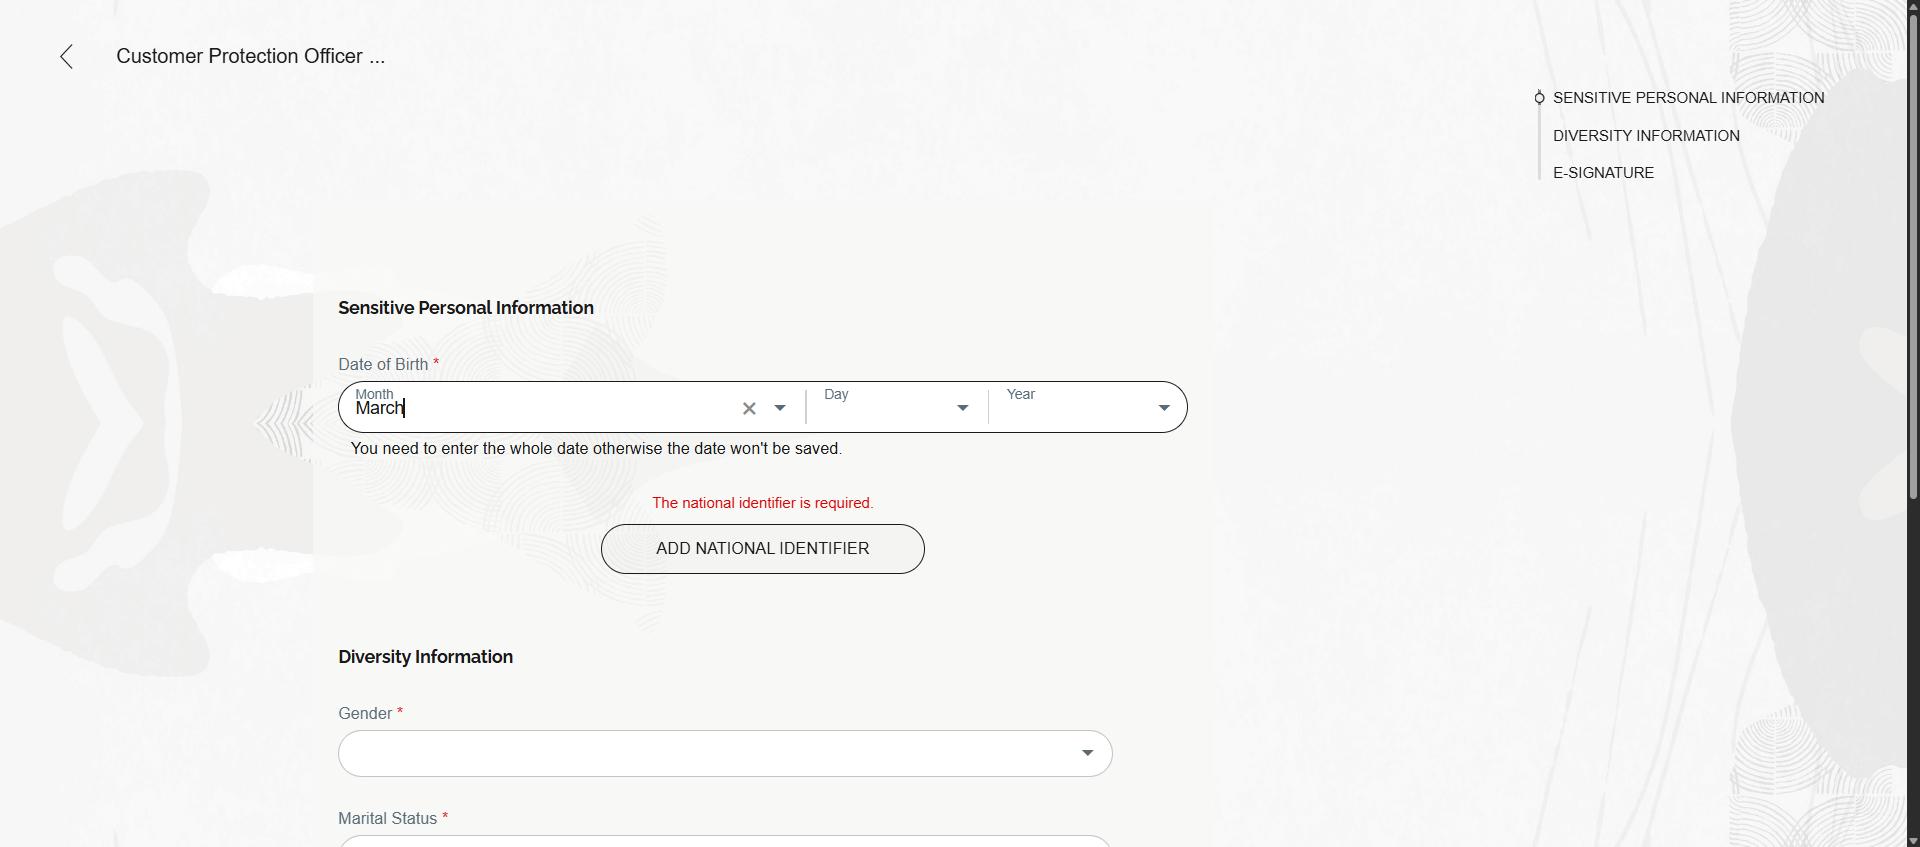 Customer Protection Officer ...
SENSITIVE PERSONAL INFORMATION
DIVERSITY INFORMATION
E-SIGNATURE
Sensitive Personal Information
Date of Birth *
Month
March
Day
Year
You need to enter the whole date otherwise the date won't be saved.
The national identifier is required.
ADD NATIONAL IDENTIFIER
Diversity Information
Gender *
Marital Status *